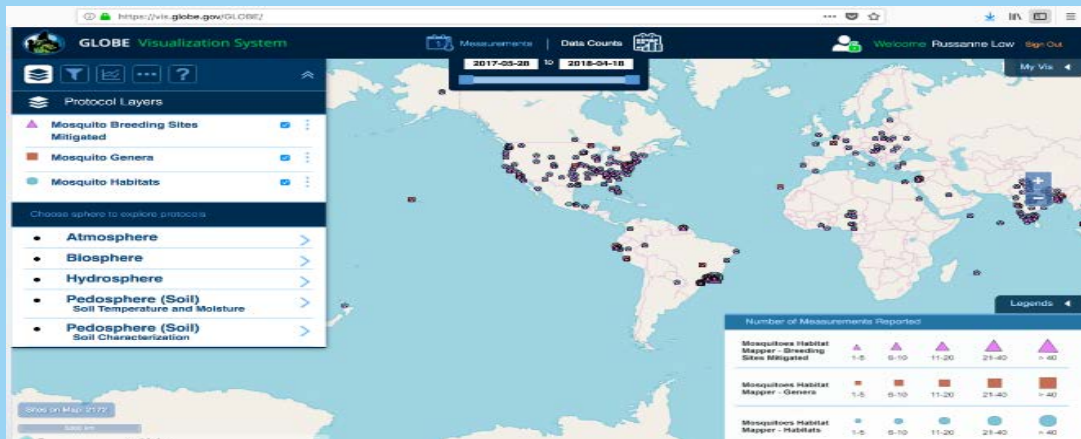 https://vis.globe.gov/GLOBE/
GLOBE Visualization System
Measurements | Data Counts
Welcome Russanne Low Sign Out
2017-03-28 to 2018-04-18
My Vis
Protocol Layers
Mosquito Breeding Sites
Mitigated
Mosquito Genera
Mosquito Habitats
Choose sphere to explore protocols
Atmosphere
Biosphere
Hydrosphere
Pedosphere (Soil)
Soil Temperature and Moisture
Pedosphere (Soil)
Soil Characterization
Legends
Number of Measurements Reported
Mosquitoes Habitat
Mapper - Breeding
Sites Mitigated
1-5 6-10 11-20 21-40 > 40
Mosquitoes Habitat
Mapper - Genera
1-5 6-10 11-20 21-40 > 40
Mosquitoes Habitat
Mapper - Habitats
1-5 6-10 11-20 21-40 > 40
Sites on Map: 2172